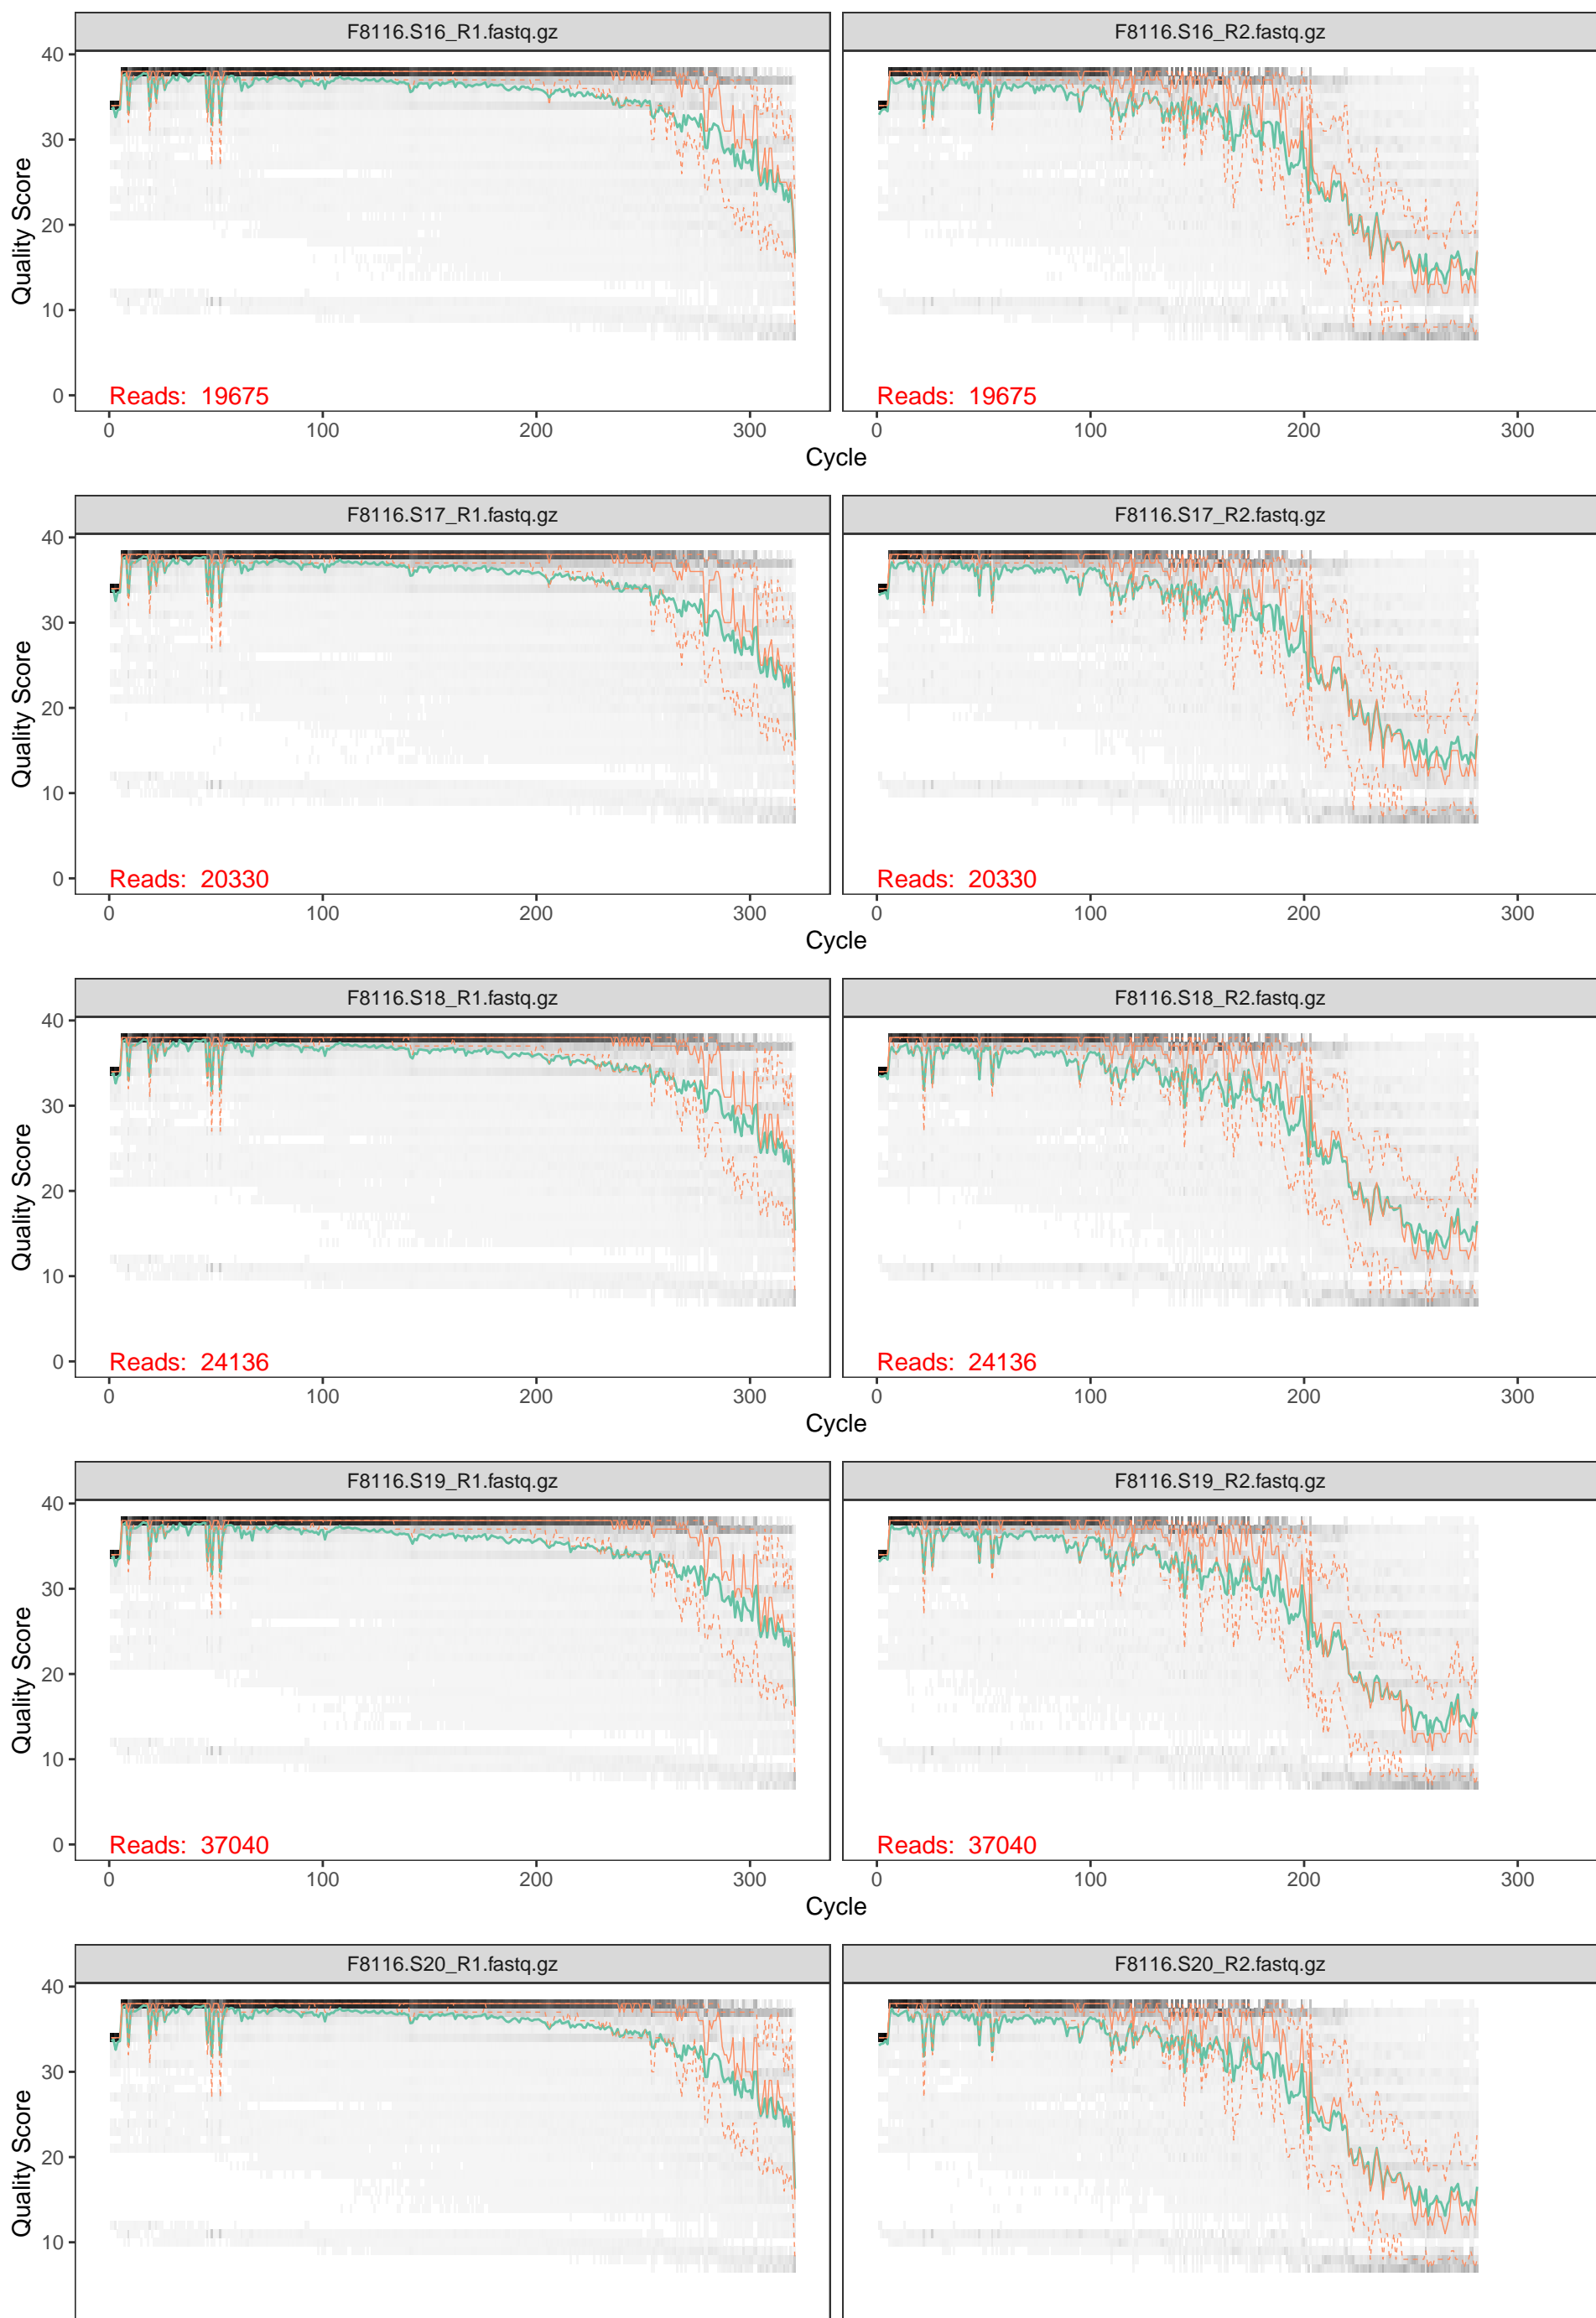 F8116.S16_R1.fastq.gz F8116.S16_R2.fastq.gz
40
30
20
10
0
Quality Score
Reads: 19675 Reads: 19675
0 100 200 300 0 100 200 300
Cycle
F8116.S17_R1.fastq.gz F8116.S17_R2.fastq.gz
40
30
20
10
0
Quality Score
Reads: 20330 Reads: 20330
0 100 200 300 0 100 200 300
Cycle
F8116.S18_R1.fastq.gz F8116.S18_R2.fastq.gz
40
30
20
10
0
Quality Score
Reads: 24136 Reads: 24136
0 100 200 300 0 100 200 300
Cycle
F8116.S19_R1.fastq.gz F8116.S19_R2.fastq.gz
40
30
20
10
0
Quality Score
Reads: 37040 Reads: 37040
0 100 200 300 0 100 200 300
Cycle
F8116.S20_R1.fastq.gz F8116.S20_R2.fastq.gz
40
30
20
10
Quality Score